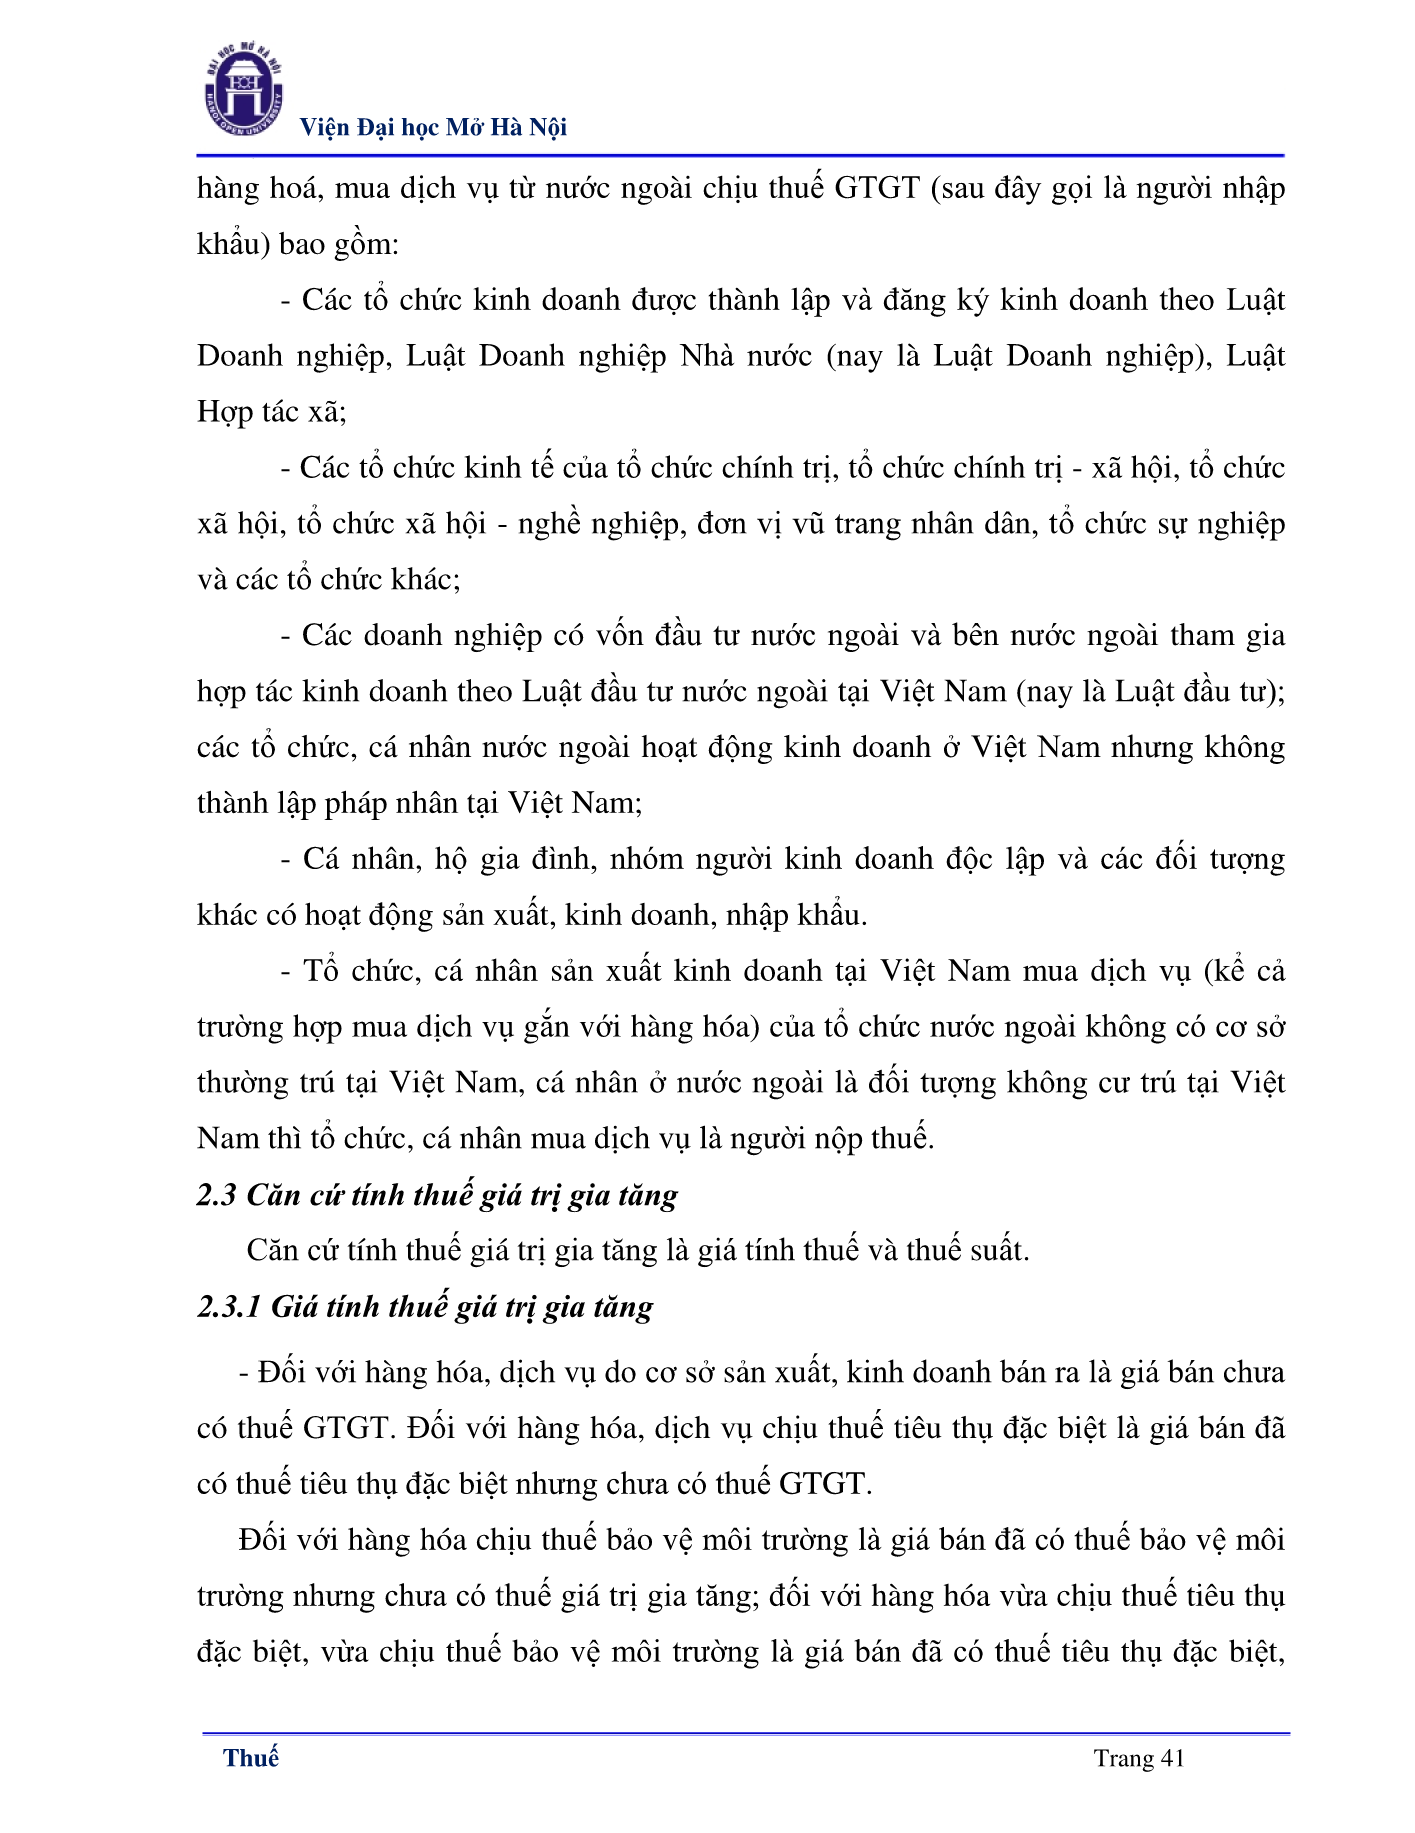 ĐẠI HỌC MỞ HÀ NỘI
HANOI OPEN UNIVERSITY
Viện Đại học Mở Hà Nội
hàng hoá, mua dịch vụ từ nước ngoài chịu thuế GTGT (sau đây gọi là người nhập
khẩu) bao gồm:
- Các tổ chức kinh doanh được thành lập và đăng ký kinh doanh theo Luật
Doanh nghiệp, Luật Doanh nghiệp Nhà nước (nay là Luật Doanh nghiệp), Luật
Hợp tác xã;
- Các tổ chức kinh tế của tổ chức chính trị, tổ chức chính trị - xã hội, tổ chức
xã hội, tổ chức xã hội - nghề nghiệp, đơn vị vũ trang nhân dân, tổ chức sự nghiệp
và các tổ chức khác;
- Các doanh nghiệp có vốn đầu tư nước ngoài và bên nước ngoài tham gia
hợp tác kinh doanh theo Luật đầu tư nước ngoài tại Việt Nam (nay là Luật đầu tư);
các tổ chức, cá nhân nước ngoài hoạt động kinh doanh ở Việt Nam nhưng không
thành lập pháp nhân tại Việt Nam;
- Cá nhân, hộ gia đình, nhóm người kinh doanh độc lập và các đối tượng
khác có hoạt động sản xuất, kinh doanh, nhập khẩu.
- Tổ chức, cá nhân sản xuất kinh doanh tại Việt Nam mua dịch vụ (kể cả
trường hợp mua dịch vụ gắn với hàng hóa) của tổ chức nước ngoài không có cơ sở
thường trú tại Việt Nam, cá nhân ở nước ngoài là đối tượng không cư trú tại Việt
Nam thì tổ chức, cá nhân mua dịch vụ là người nộp thuế.
2.3 Căn cứ tính thuế giá trị gia tăng
Căn cứ tính thuế giá trị gia tăng là giá tính thuế và thuế suất.
2.3.1 Giá tính thuế giá trị gia tăng
- Đối với hàng hóa, dịch vụ do cơ sở sản xuất, kinh doanh bán ra là giá bán chưa
có thuế GTGT. Đối với hàng hóa, dịch vụ chịu thuế tiêu thụ đặc biệt là giá bán đã
có thuế tiêu thụ đặc biệt nhưng chưa có thuế GTGT.
Đối với hàng hóa chịu thuế bảo vệ môi trường là giá bán đã có thuế bảo vệ môi
trường nhưng chưa có thuế giá trị gia tăng; đối với hàng hóa vừa chịu thuế tiêu thụ
đặc biệt, vừa chịu thuế bảo vệ môi trường là giá bán đã có thuế tiêu thụ đặc biệt,
Thuế
Trang 41